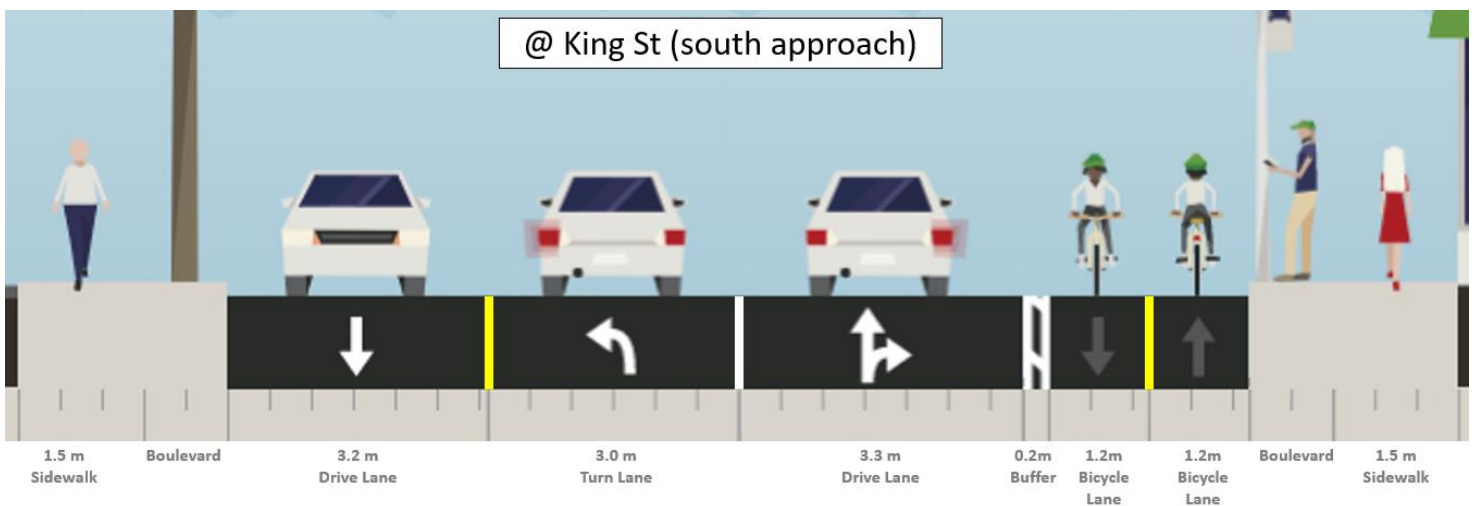 @ King St (south approach)
1.5 m
Sidewalk
Boulevard
3.2 m
Drive Lane
3.0 m
Turn Lane
3.3 m
Drive Lane
0.2m
Buffer
1.2m
Bicycle
Lane
1.2m
Bicycle
Lane
Boulevard
1.5 m
Sidewalk